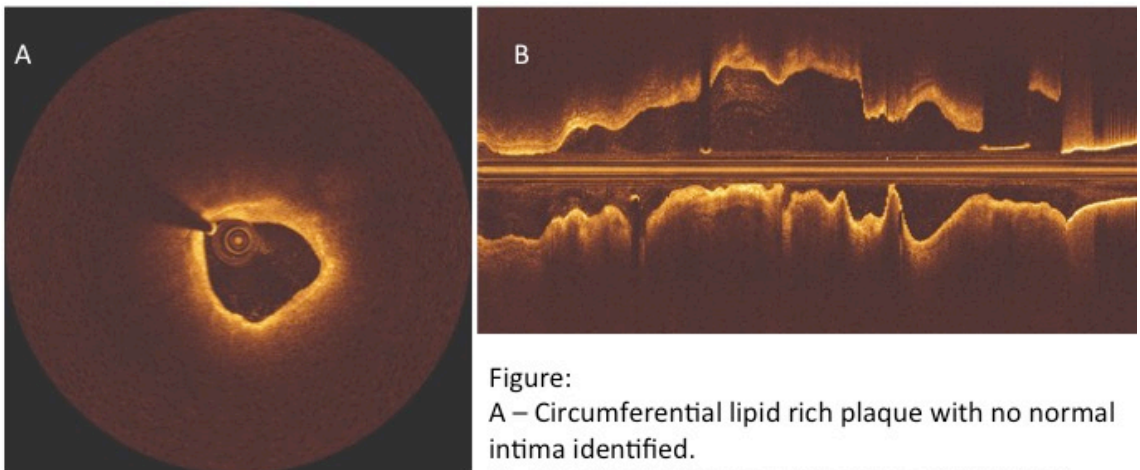 A
B
Figure:
A – Circumferential lipid rich plaque with no normal
intima identified.